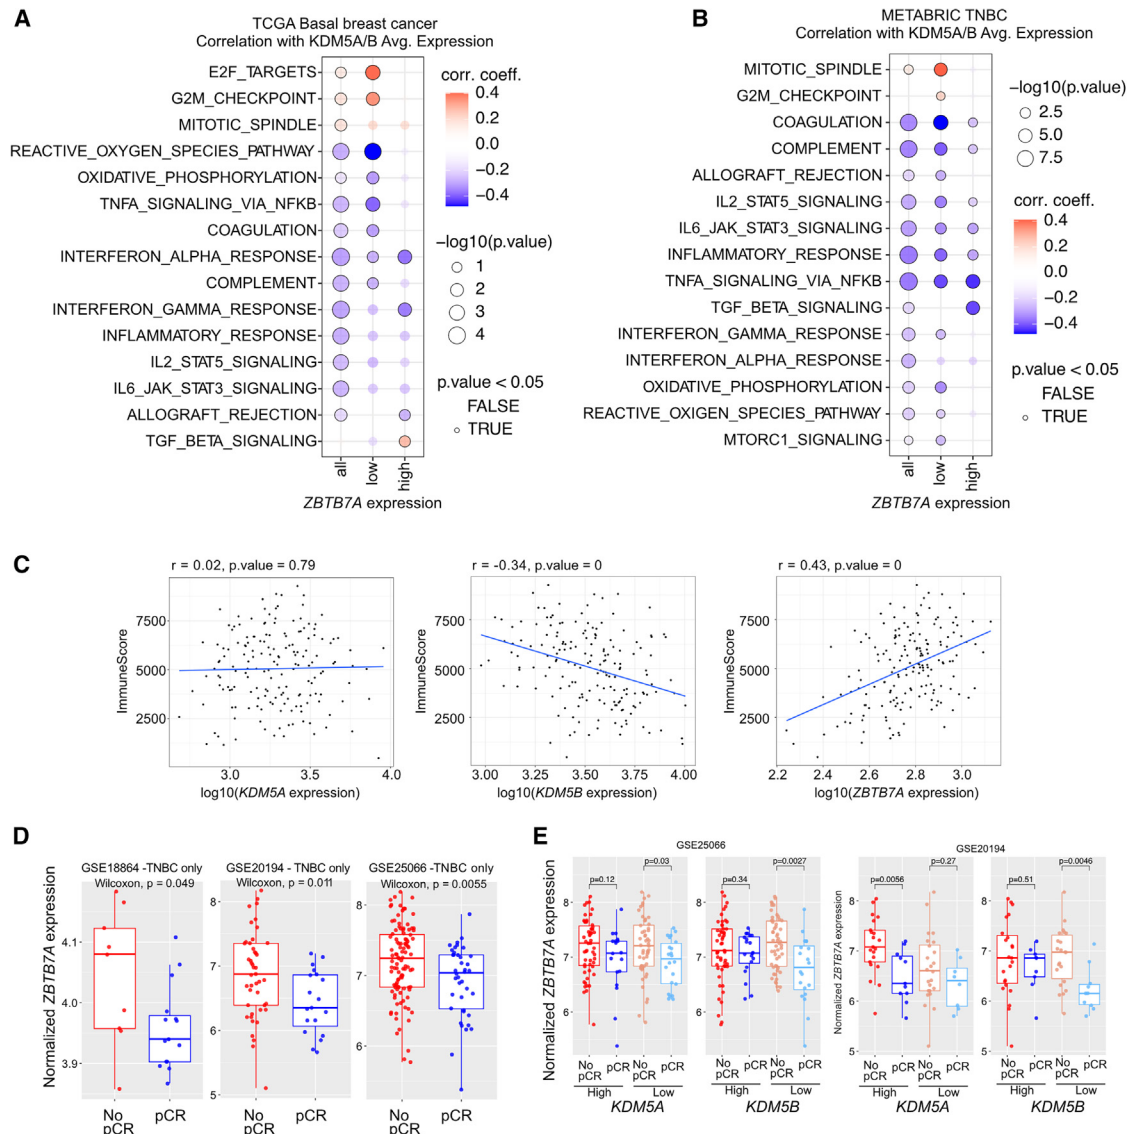 A
TCGA Basal breast cancer
Correlation with KDM5A/B Avg. Expression
E2F_TARGETS
G2M_CHECKPOINT
MITOTIC_SPINDLE
REACTIVE_OXYGEN_SPECIES_PATHWAY
OXIDATIVE_PHOSPHORYLATION
TNFA_SIGNALING_VIA_NFKB
COAGULATION
INTERFERON_ALPHA_RESPONSE
COMPLEMENT
INTERFERON_GAMMA_RESPONSE
INFLAMMATORY_RESPONSE
IL2_STAT5_SIGNALING
IL6_JAK_STAT3_SIGNALING
ALLOGRAFT_REJECTION
TGF_BETA_SIGNALING
all low high
ZBTB7A expression
corr. coeff.
0.4
0.2
0.0
−0.2
−0.4
−log10(p.value)
1
2
3
4
p.value < 0.05
FALSE
TRUE
B
METABRIC TNBC
Correlation with KDM5A/B Avg. Expression
MITOTIC_SPINDLE
G2M_CHECKPOINT
COAGULATION
COMPLEMENT
ALLOGRAFT_REJECTION
IL2_STAT5_SIGNALING
IL6_JAK_STAT3_SIGNALING
INFLAMMATORY_RESPONSE
TNFA_SIGNALING_VIA_NFKB
TGF_BETA_SIGNALING
INTERFERON_GAMMA_RESPONSE
INTERFERON_ALPHA_RESPONSE
OXIDATIVE_PHOSPHORYLATION
REACTIVE_OXIGEN_SPECIES_PATHWAY
MTORC1_SIGNALING
all low high
ZBTB7A expression
−log10(p.value)
2.5
5.0
7.5
corr. coeff.
0.4
0.2
0.0
−0.2
−0.4
p.value < 0.05
FALSE
TRUE
C
r = 0.02, p.value = 0.79
ImmuneScore
7500
5000
2500
3.0 3.5 4.0
log10(KDM5A expression)
r = -0.34, p.value = 0
ImmuneScore
7500
5000
2500
3.00 3.25 3.50 3.75 4.00
log10(KDM5B expression)
r = 0.43, p.value = 0
ImmuneScore
7500
5000
2500
2.2 2.4 2.6 2.8 3.0
log10(ZBTB7A expression)
D
Normalized ZBTB7A expression
GSE18864 -TNBC only
Wilcoxon, p = 0.049
4.1
4.0
3.9
No pCR
pCR
GSE20194 - TNBC only
Wilcoxon, p = 0.011
8
7
6
5
No pCR
pCR
GSE25066 -TNBC only
Wilcoxon, p = 0.0055
8
7
6
5
No pCR
pCR
E
GSE25066
Normalized ZBTB7A expression
8
7
6
p=0.12
p=0.03
No pCR
pCR
No pCR
pCR
High Low
KDM5A
p=0.34
p=0.0027
8
7
6
No pCR
pCR
No pCR
pCR
High Low
KDM5B
GSE20194
Normalized ZBTB7A expression
8
7
6
5
p=0.0056
p=0.27
No pCR
pCR
No pCR
pCR
High Low
KDM5A
p=0.51
p=0.0046
8
7
6
5
No pCR
pCR
No pCR
pCR
High Low
KDM5B